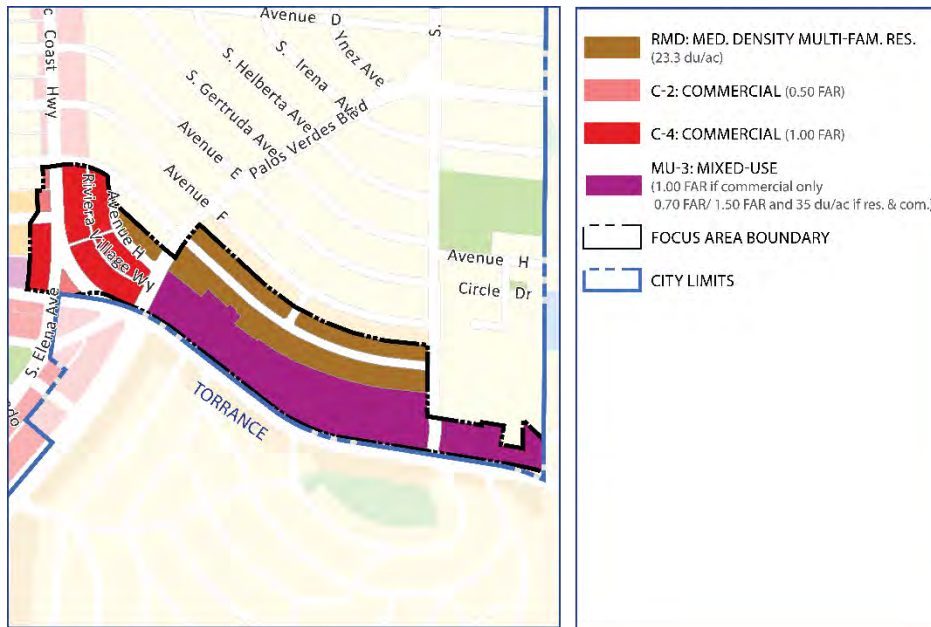 c Coast Hwy
Avenue D
Ynez Ave
S. Irena Ave
S. Helberta Ave
S. Gertruda Ave
Palos Verdes Blvd
S.
Avenue E
Avenue F
Avenue H
Riviera Village Wy
Avenue H
Circle Dr
S. Elena Ave
TORRANCE
RMD: MED. DENSITY MULTI-FAM. RES.
(23.3 du/ac)
C-2: COMMERCIAL (0.50 FAR)
C-4: COMMERCIAL (1.00 FAR)
MU-3: MIXED-USE
(1.00 FAR if commercial only
0.70 FAR/ 1.50 FAR and 35 du/ac if res. & com.)
FOCUS AREA BOUNDARY
CITY LIMITS